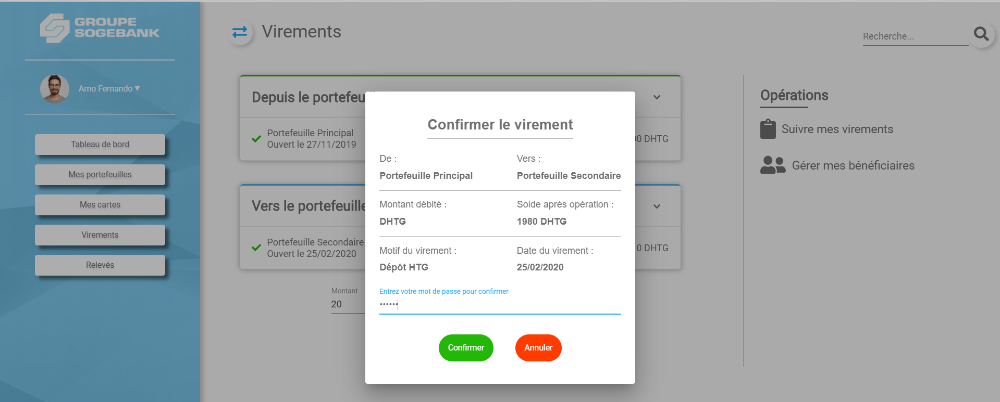 GROUPE
SOGEBANK
Arno Fernando ▼
Tableau de bord
Mes portefeuilles
Mes cartes
Virements
Relevés
Virements
Recherche...
Depuis le
Portefeuille Principal
Ouvert le 27/11/2019
DHTG
Vers le portefeuille
Portefeuille Secondaire
Ouvert le 25/02/2020
0 DHTG
Montant
20
Confirmer le virement
De :
Vers :
Portefeuille Principal
Portefeuille Secondaire
Montant débité :
Solde après opération :
DHTG
1980 DHTG
Motif du virement :
Date du virement :
Dépôt HTG
25/02/2020
Entrez votre mot de passe pour confirmer
••••••
Confirmer
Annuler
Opérations
Suivre mes virements
Gérer mes bénéficiaires